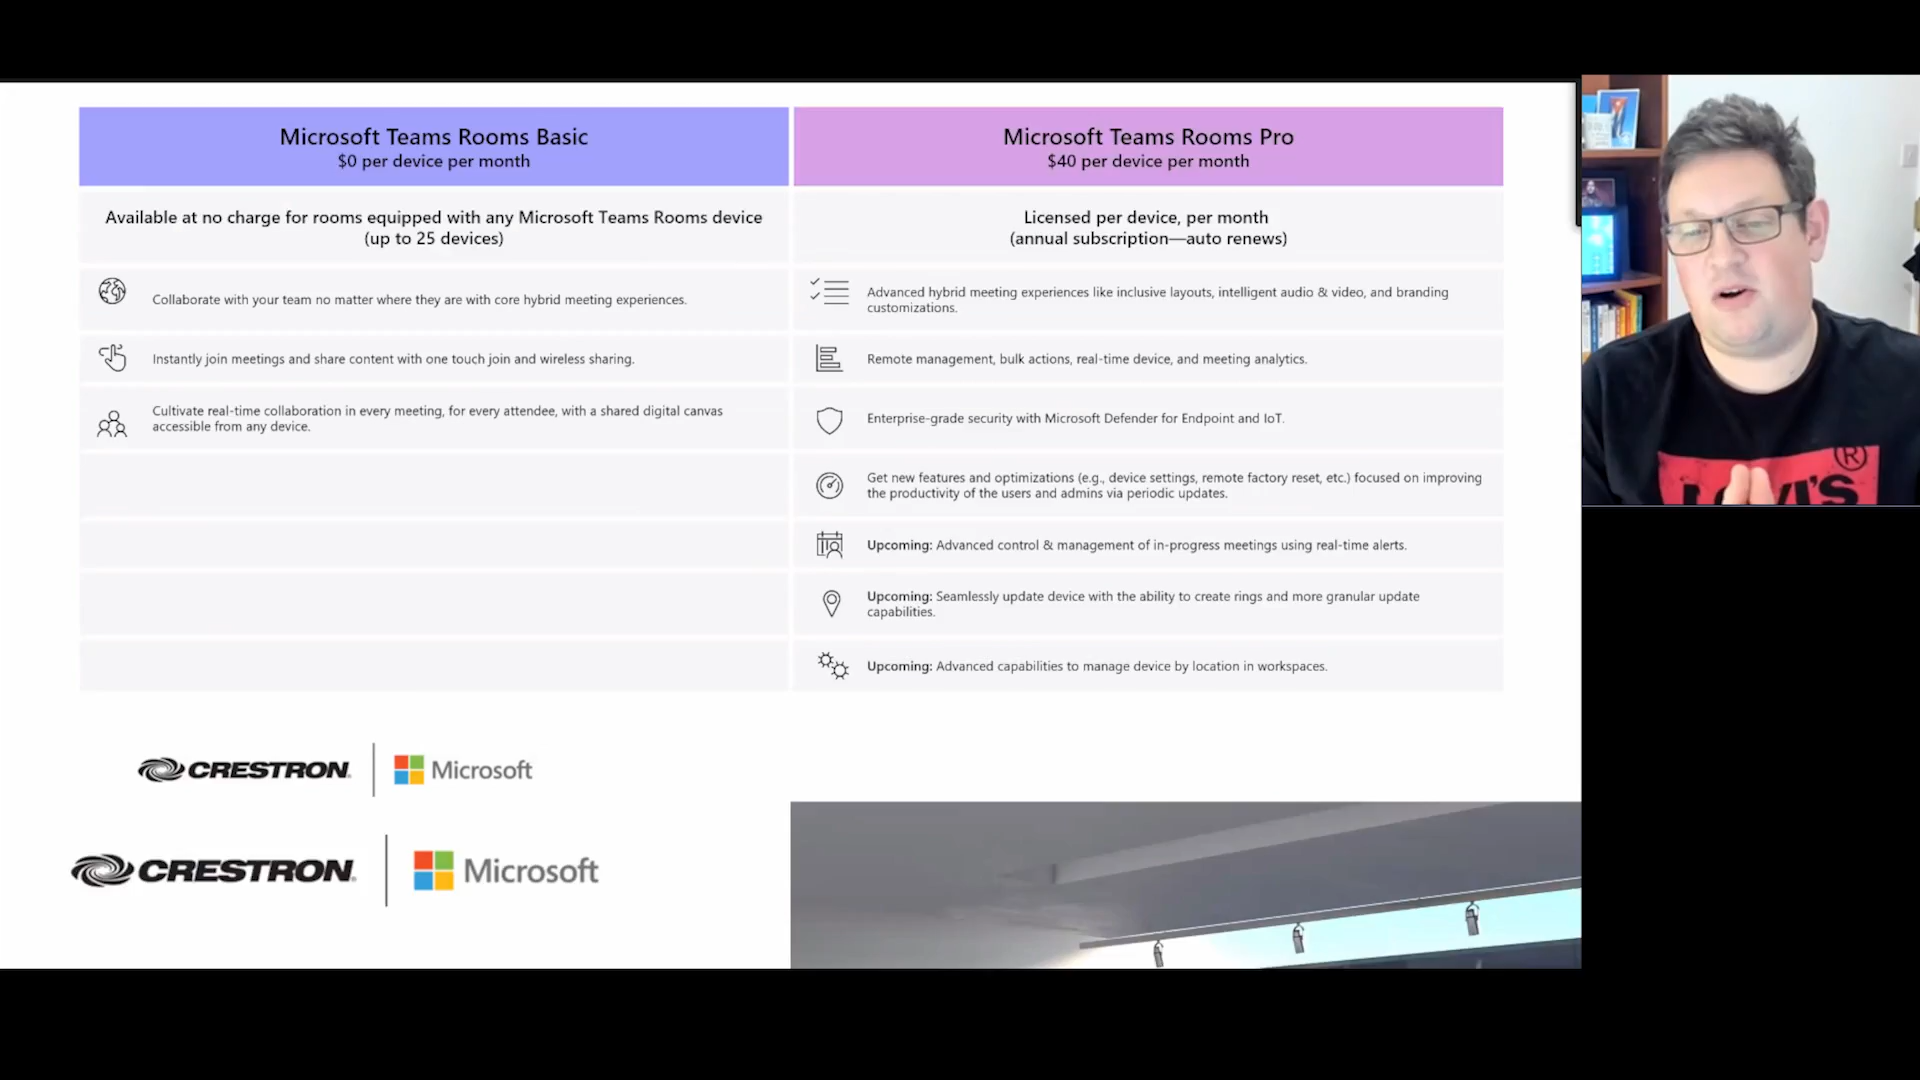 Microsoft Teams Rooms Basic
$0 per device per month
Available at no charge for rooms equipped with any Microsoft Teams Rooms device
(up to 25 devices)
Collaborate with your team no matter where they are with core hybrid meeting experiences.
Instantly join meetings and share content with one touch join and wireless sharing.
Cultivate real-time collaboration in every meeting, for every attendee, with a shared digital canvas
accessible from any device.
Microsoft Teams Rooms Pro
$40 per device per month
Licensed per device, per month
(annual subscription—auto renews)
Advanced hybrid meeting experiences like inclusive layouts, intelligent audio & video, and branding
customizations.
Remote management, bulk actions, real-time device, and meeting analytics.
Enterprise-grade security with Microsoft Defender for Endpoint and IoT.
Get new features and optimizations (e.g., device settings, remote factory reset, etc.) focused on improving
the productivity of the users and admins via periodic updates.
Upcoming: Advanced control & management of in-progress meetings using real-time alerts.
Upcoming: Seamlessly update device with the ability to create rings and more granular update
capabilities.
Upcoming: Advanced capabilities to manage device by location in workspaces.
CRESTRON. Microsoft
CRESTRON. Microsoft
®